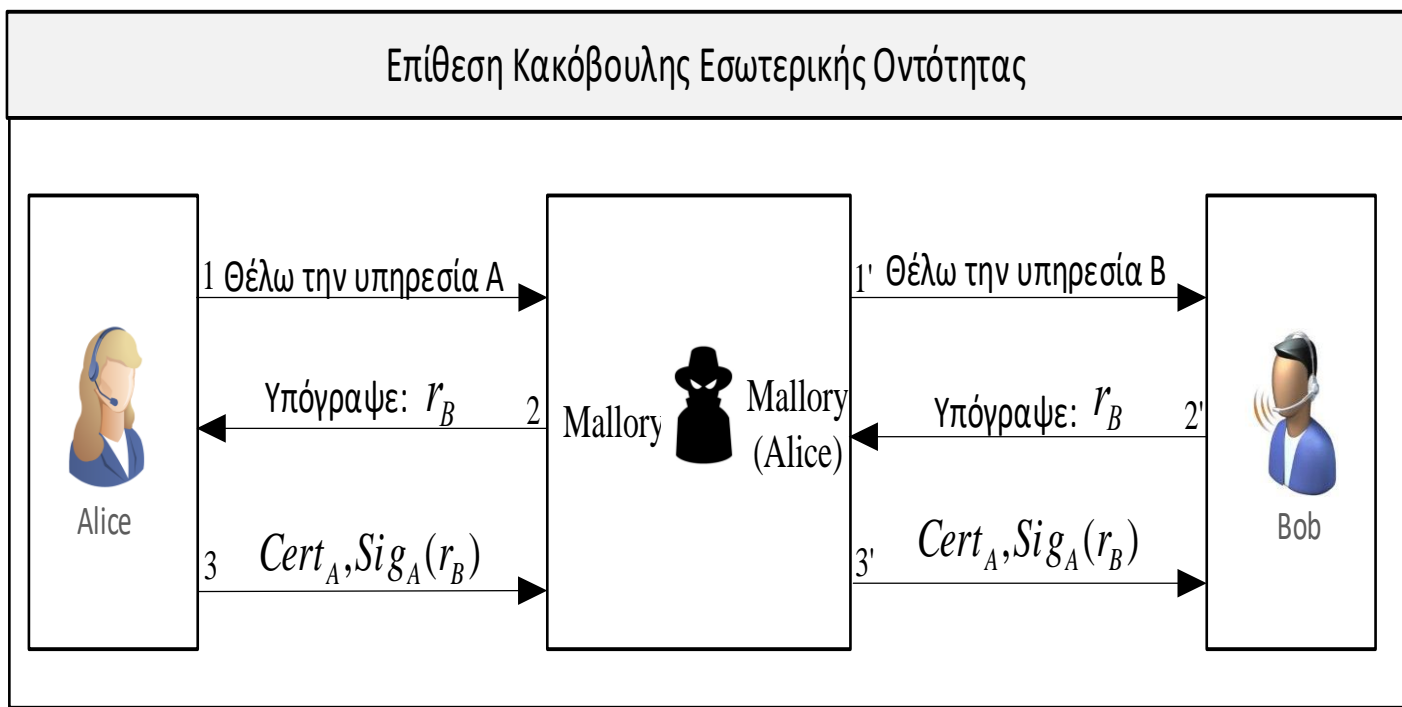 Επίθεση Κακόβουλης Εσωτερικής Οντότητας
1 Θέλω την υπηρεσία Α
1' Θέλω την υπηρεσία Β
Υπόγραψε: r_B 2
Mallory
Mallory
(Alice)
Υπόγραψε: r_B 2'
Alice
Bob
3 Cert_A,Sig_A(r_B)
3' Cert_A,Sig_A(r_B)